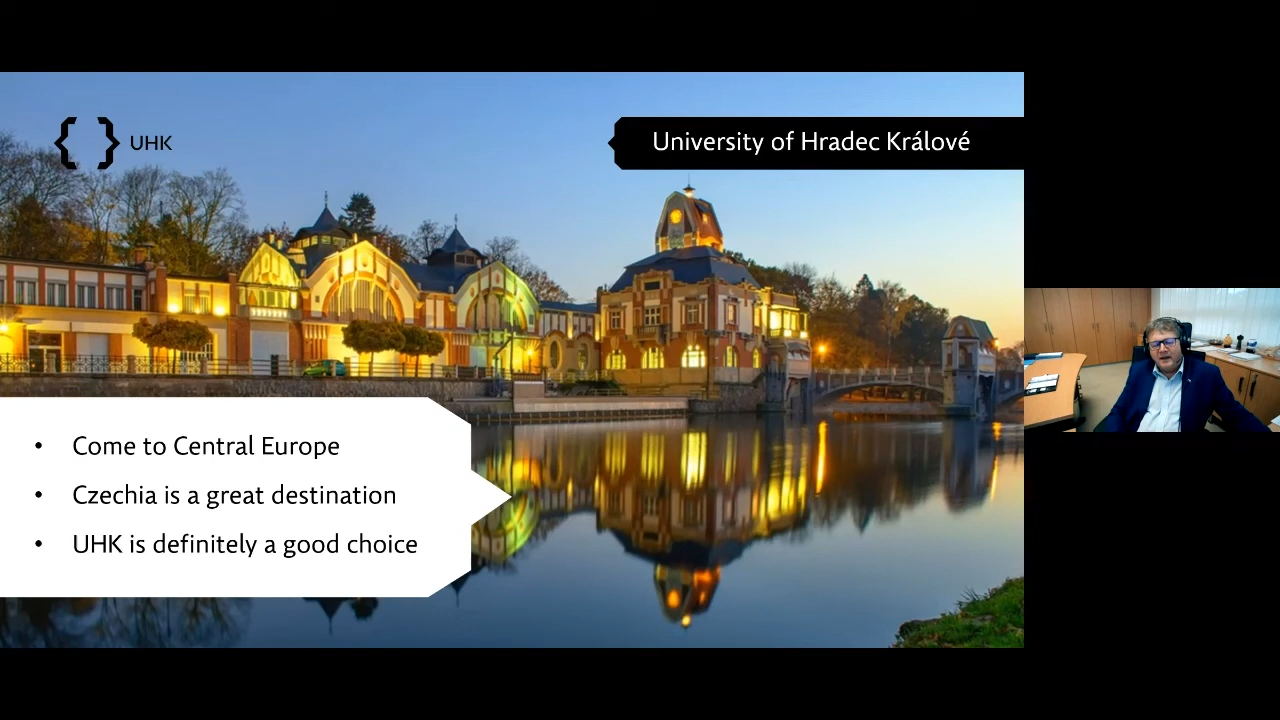 UHK
University of Hradec Králové
• Come to Central Europe
• Czechia is a great destination
• UHK is definitely a good choice